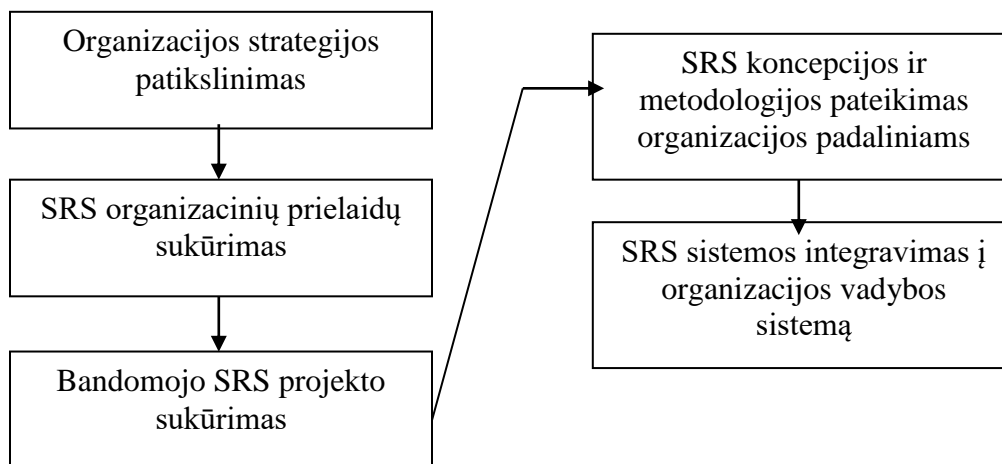 Organizacijos strategijos
patikslinimas
SRS organizacinių prielaidų
sukūrimas
Bandomojo SRS projekto
sukūrimas
SRS koncepcijos ir
metodologijos pateikimas
organizacijos padaliniams
SRS sistemos integravimas į
organizacijos vadybos
sistemą